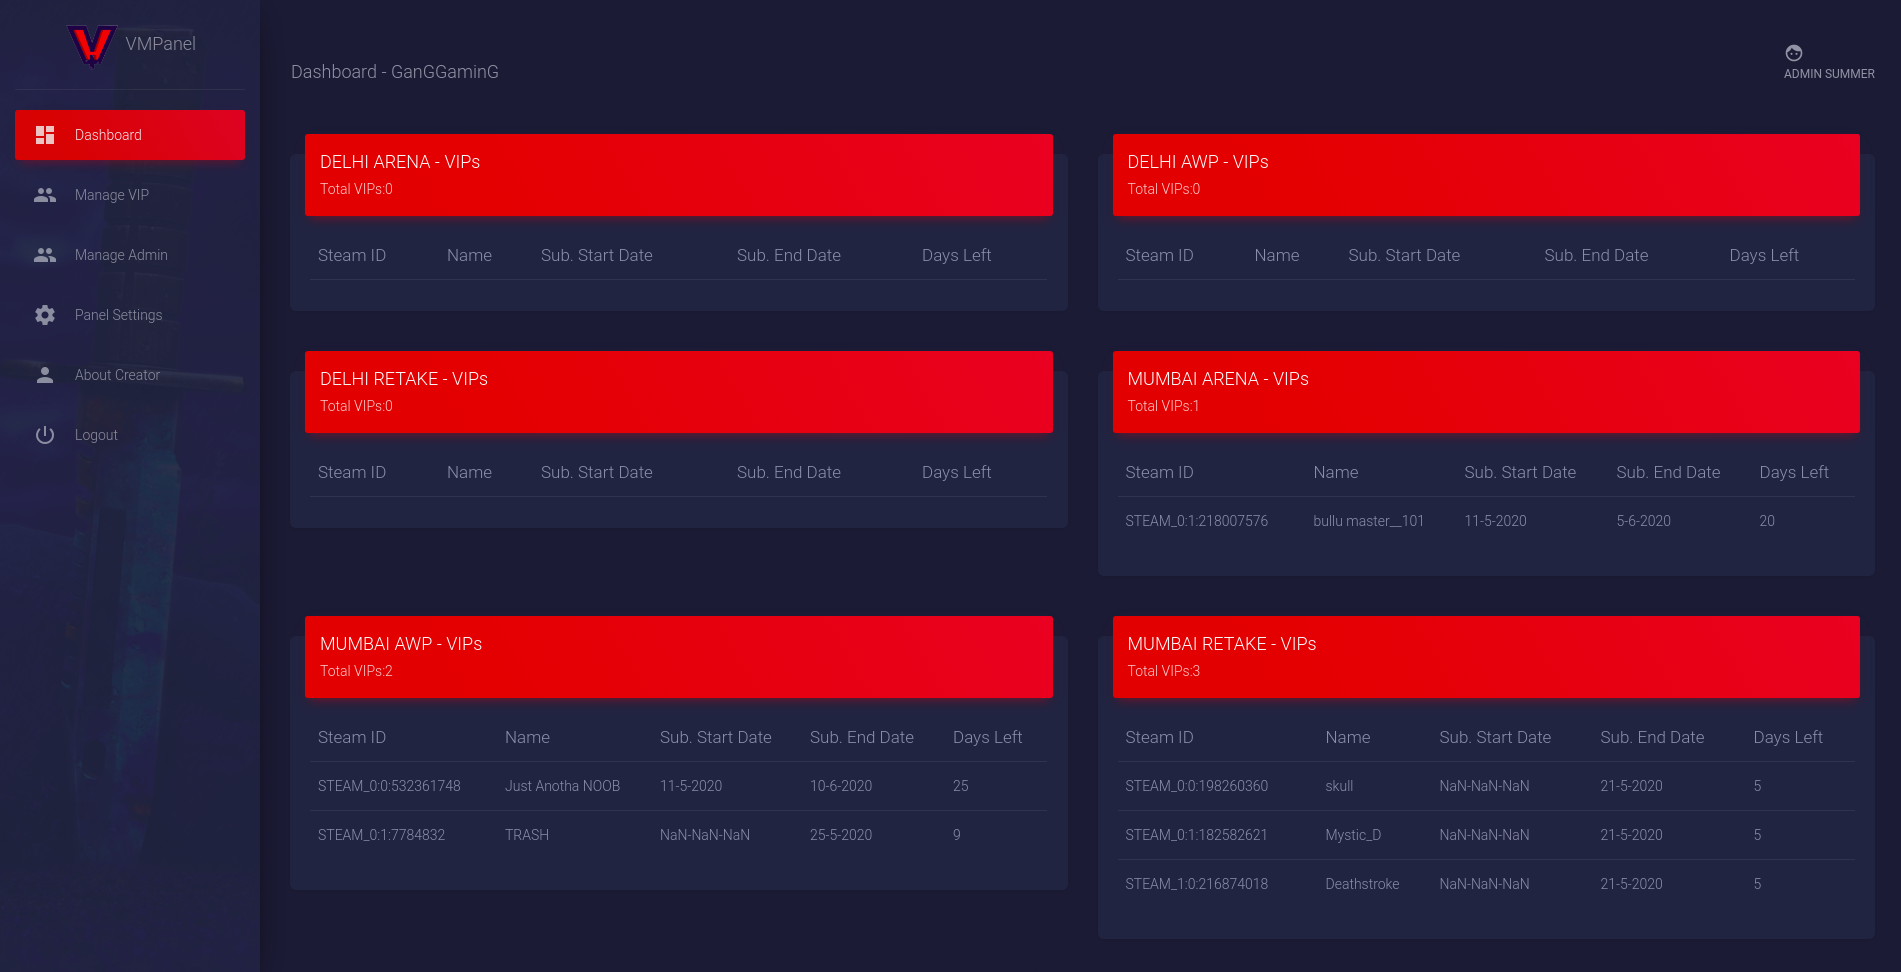 VMPanel
Dashboard
Manage VIP
Manage Admin
Panel Settings
About Creator
Logout
Dashboard - GanGGaminG
ADMIN SUMMER
DELHI ARENA - VIPs
Total VIPs:0
Steam ID Name Sub. Start Date Sub. End Date Days Left
DELHI AWP - VIPs
Total VIPs:0
Steam ID Name Sub. Start Date Sub. End Date Days Left
DELHI RETAKE - VIPs
Total VIPs:0
Steam ID Name Sub. Start Date Sub. End Date Days Left
MUMBAI ARENA - VIPs
Total VIPs:1
Steam ID Name Sub. Start Date Sub. End Date Days Left
STEAM_0:1:218007576 bullu master__101 11-5-2020 5-6-2020 20
MUMBAI AWP - VIPs
Total VIPs:2
Steam ID Name Sub. Start Date Sub. End Date Days Left
STEAM_0:0:532361748 Just Anotha NOOB 11-5-2020 10-6-2020 25
STEAM_0:1:7784832 TRASH NaN-NaN-NaN 25-5-2020 9
MUMBAI RETAKE - VIPs
Total VIPs:3
Steam ID Name Sub. Start Date Sub. End Date Days Left
STEAM_0:0:198260360 skull NaN-NaN-NaN 21-5-2020 5
STEAM_0:1:182582621 Mystic_D NaN-NaN-NaN 21-5-2020 5
STEAM_1:0:216874018 Deathstroke NaN-NaN-NaN 21-5-2020 5